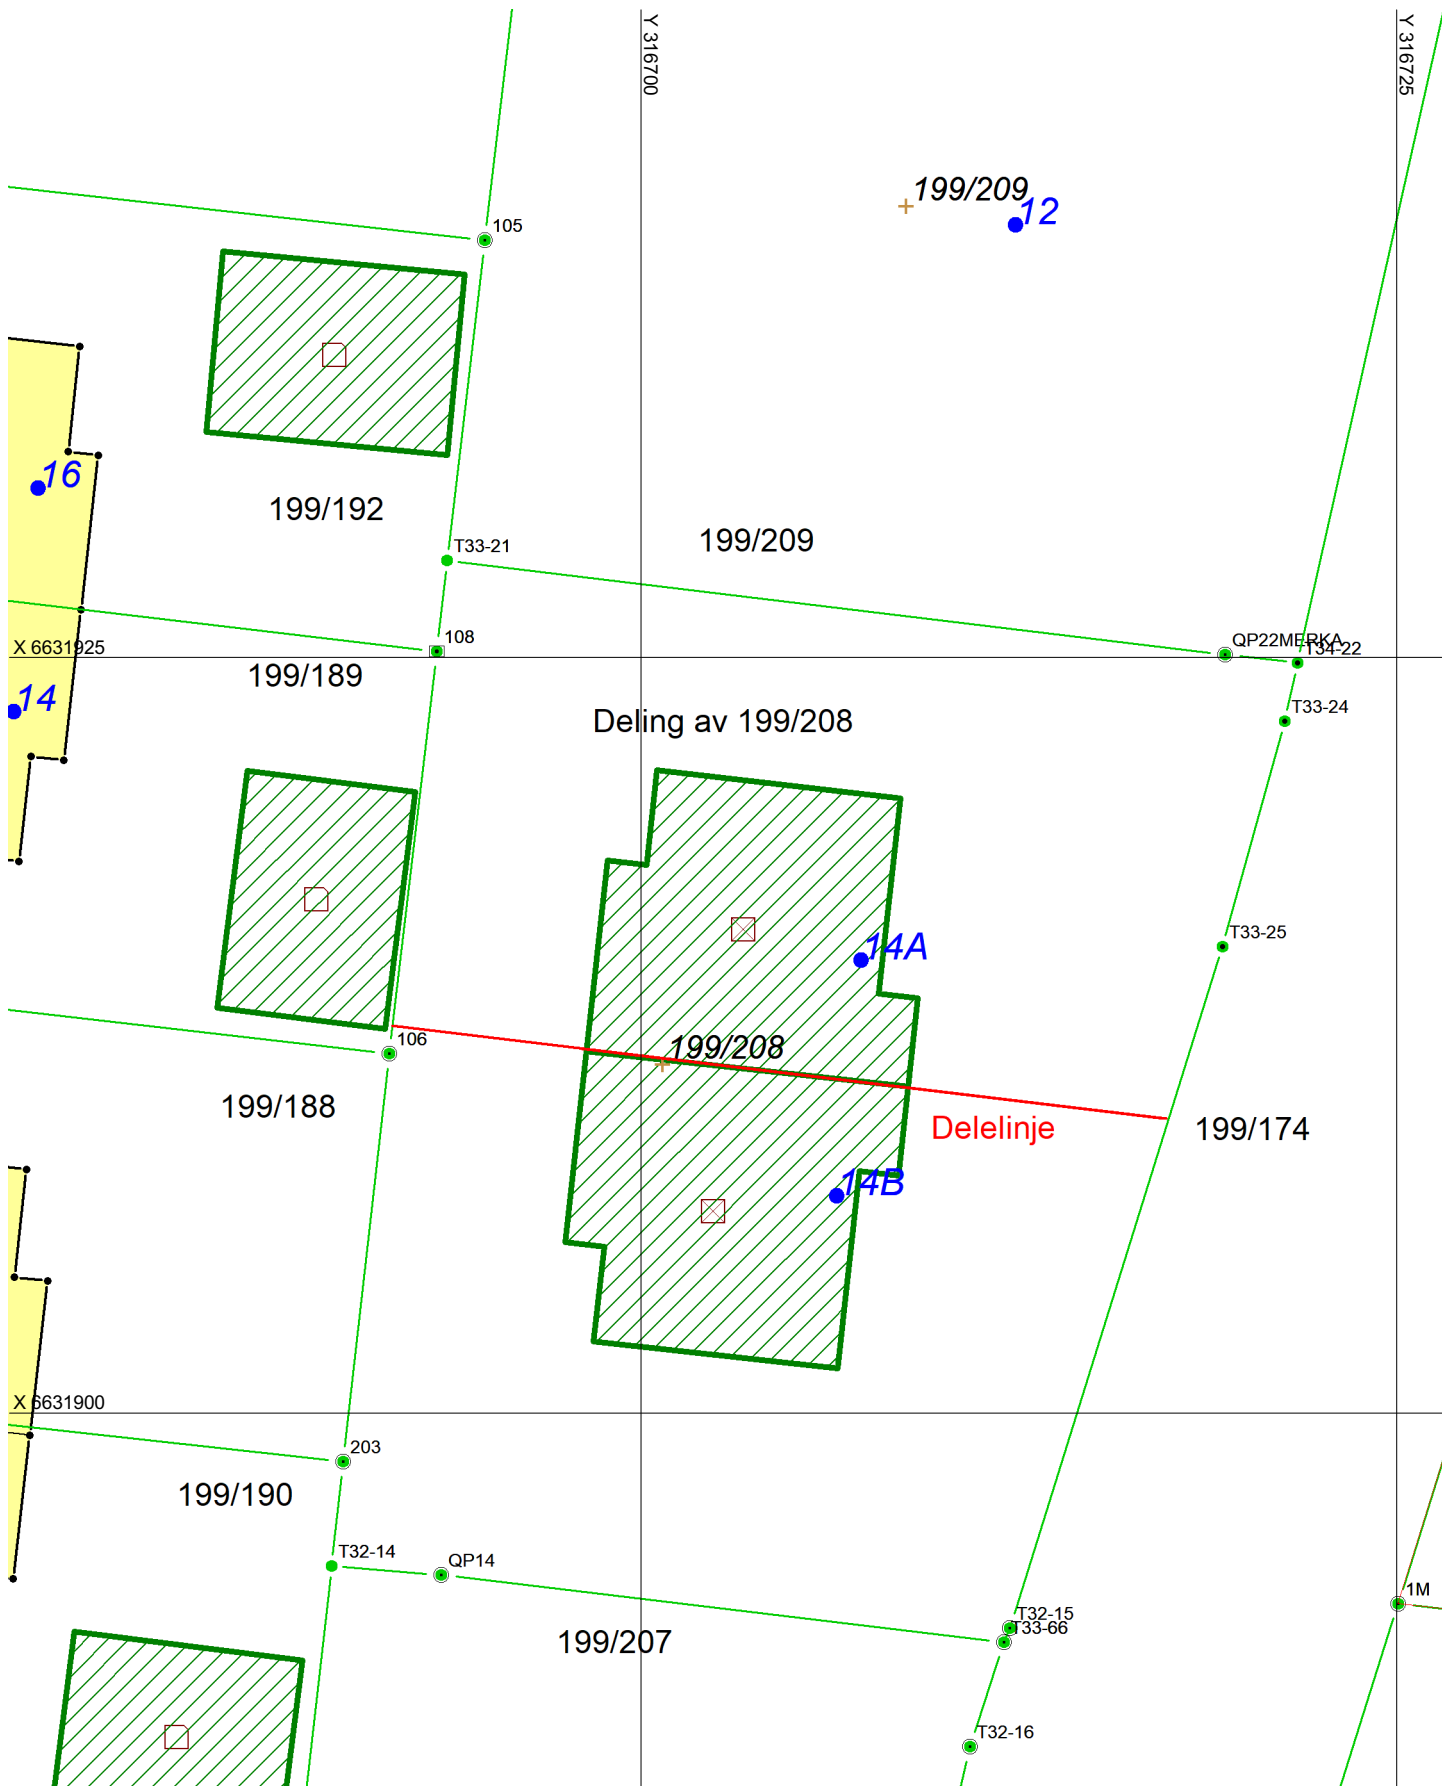 Y 316700
Y 316725
199/209
12
105
16
199/192
T33-21
199/209
108
QP22MERKA
T34-22
X 6631925
199/189
14
T33-24
Deling av 199/208
14A
T33-25
106
199/208
199/188
Delelinje
199/174
14B
X 6631900
203
199/190
T32-14
QP14
1M
T32-15
T33-66
199/207
T32-16